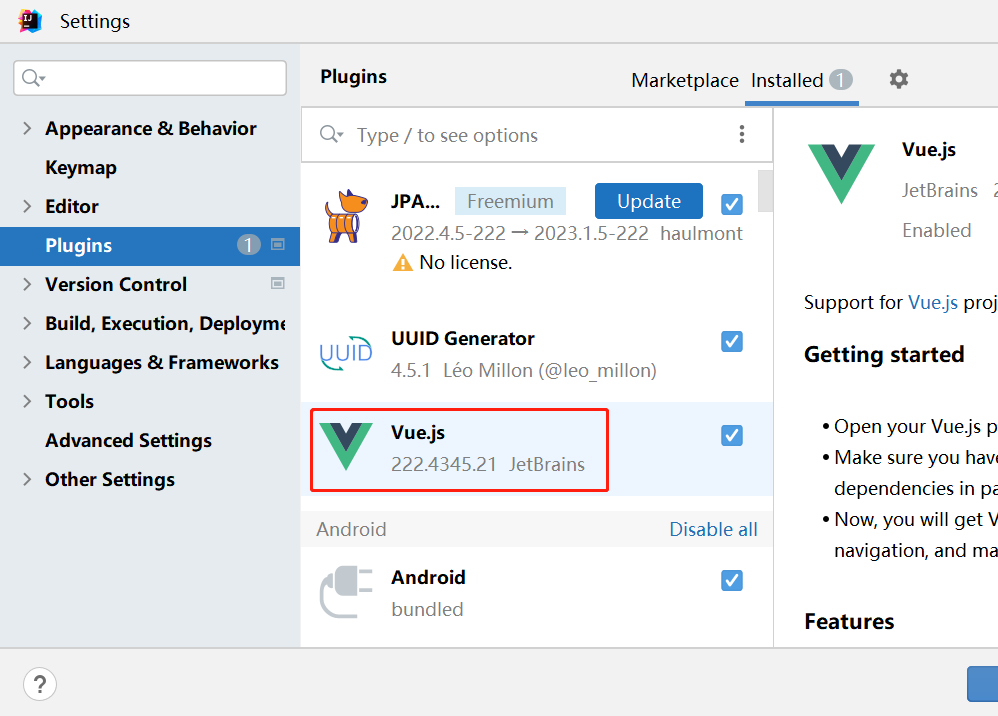 Settings
Appearance & Behavior
Keymap
Editor
Plugins 1
Version Control
Build, Execution, Deployme
Languages & Frameworks
Tools
Advanced Settings
Other Settings
?
Plugins
Marketplace Installed 1
Type / to see options
JPA... Freemium Update
2022.4.5-222 → 2023.1.5-222 haulmont
No license.
UUID
UUID Generator
4.5.1 Léo Millon (@leo_millon)
Vue.js
222.4345.21 JetBrains
Android Disable all
Android
bundled
Vue.js
JetBrains 2
Enabled
Support for Vue.js proj
Getting started
• Open your Vue.js p
• Make sure you have
dependencies in pa
• Now, you will get V
navigation, and ma
Features